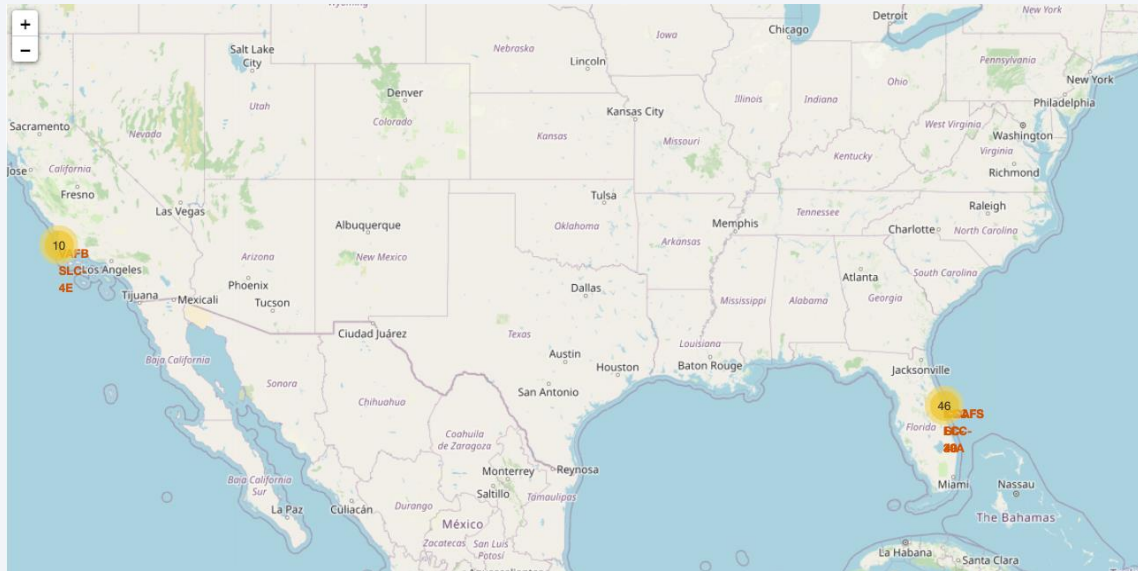 +
−
Wyoming
Salt Lake
City
Utah
Nevada
Sacramento
Jose
California
Fresno
Las Vegas
10
VAFB
SLC-
4E
Los Angeles
Tijuana
Mexicali
Arizona
Phoenix
Tucson
Denver
Colorado
Albuquerque
New Mexico
Ciudad Juárez
Nebraska
Lincoln
Iowa
Kansas City
Kansas
Missouri
Tulsa
Oklahoma
Arkansas
Dallas
Texas
Austin
Houston
San Antonio
Chicago
Detroit
Illinois
Indiana
Ohio
Kentucky
Tennessee
Memphis
Mississippi
Alabama
Louisiana
Baton Rouge
New York
Pennsylvania
New York
Philadelphia
West Virginia
Washington
Virginia
Richmond
Raleigh
Charlotte
North Carolina
South Carolina
Atlanta
Georgia
Jacksonville
46
Florida
Miami
Nassau
The Bahamas
La Habana
Santa Clara
Baja California
Sonora
Chihuahua
Coahuila
de Zaragoza
Baja California
Sur
La Paz
Culiacán
Durango
Monterrey
Saltillo
Reynosa
Tamaulipas
México
Zacatecas
San Luis
Potosí